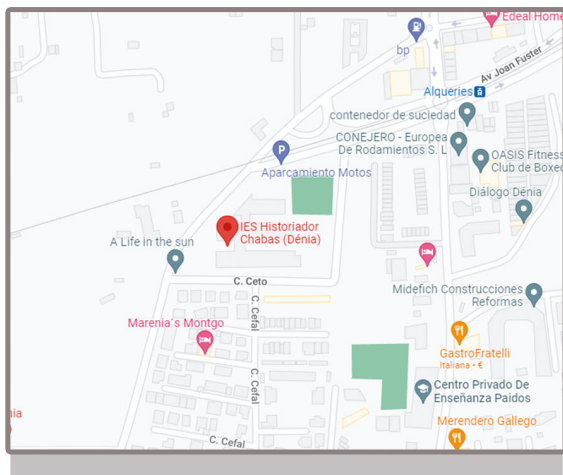 Edeal Home
bp
Av Joan Fuster
Alqueries
contenedor de suciedad
CONEJERO - Europea
De Rodamientos S. L
OASIS Fitness
Club de Boxeo
P
Aparcamiento Motos
Diálogo Dénia
IES Historiador
Chabas (Dénia)
A Life in the sun
C. Ceto
Midefich Construcciones
Reformas
C. Cefal
Marenia´s Montgo
GastroFratelli
Italiana - €
C. Cefal
Centro Privado De
Enseñanza Paidos
nia
Merendero Gallego
C. Cefal